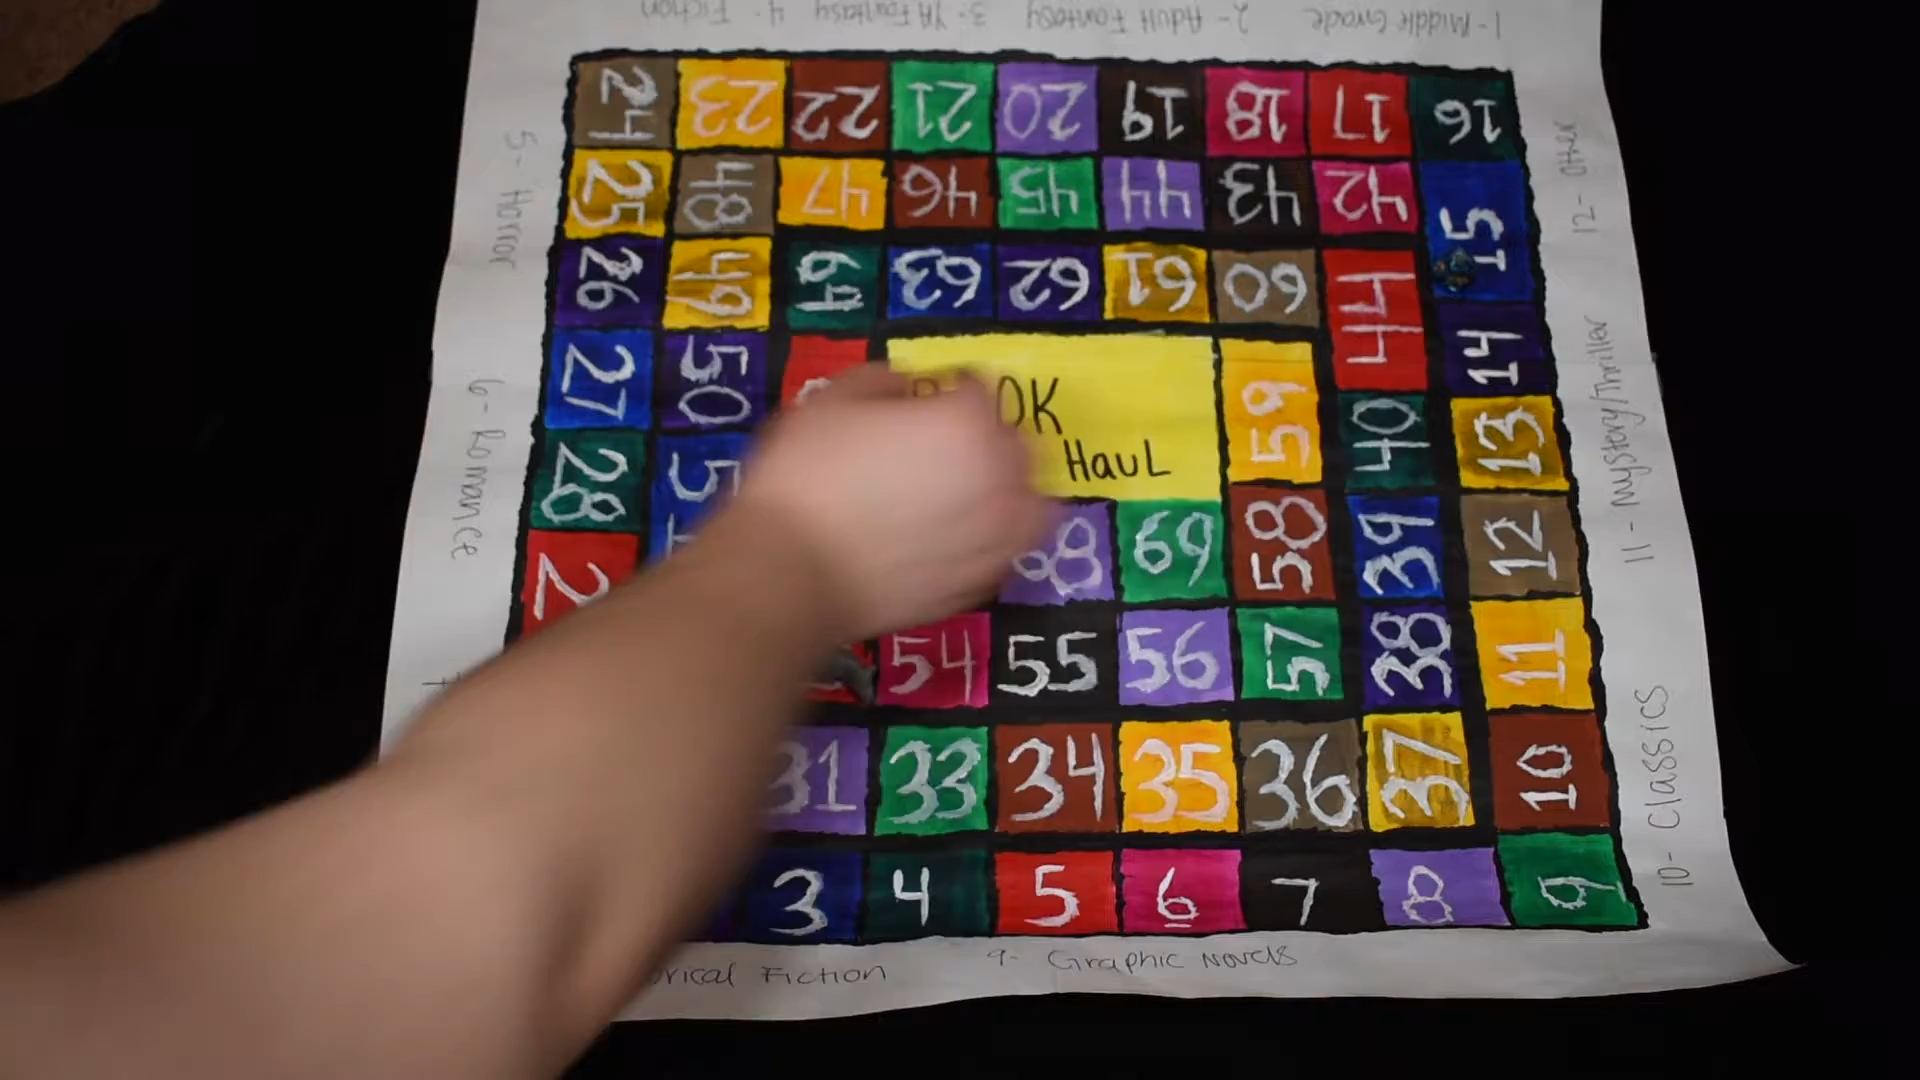 1- Middle Grade 2- Adult Fantasy 3- YA Fantasy 4- Fiction
24 23 22 21 20 19 18 17 16
25 48 47 46 45 44 43 42 15
26 49 64 63 62 61 60 44
27 50 59 14
OK
Haul
40 13
28 69 58 39 12
54 55 56 57 38 11
31 33 34 35 36 37 10
3 4 5 6 7 8 9
5- Horror
6- Romance
Fiction
9- Graphic Novels
10- Classics
11- Mystery/Thriller
12- other